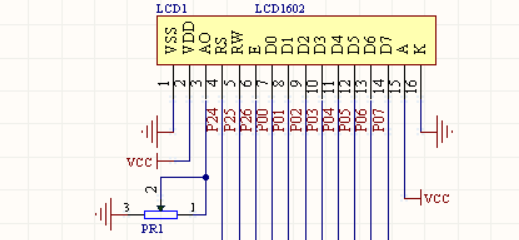 LCD1 LCD1602
VSS VDD AO RS RW E D0 D1 D2 D3 D4 D5 D6 D7 A K
1 2 3 4 5 6 7 8 9 10 11 12 13 14 15 16
P24 P25 P26 P00 P01 P02 P03 P04 P05 P06 P07
VCC
VCC
2
3 1
PR1